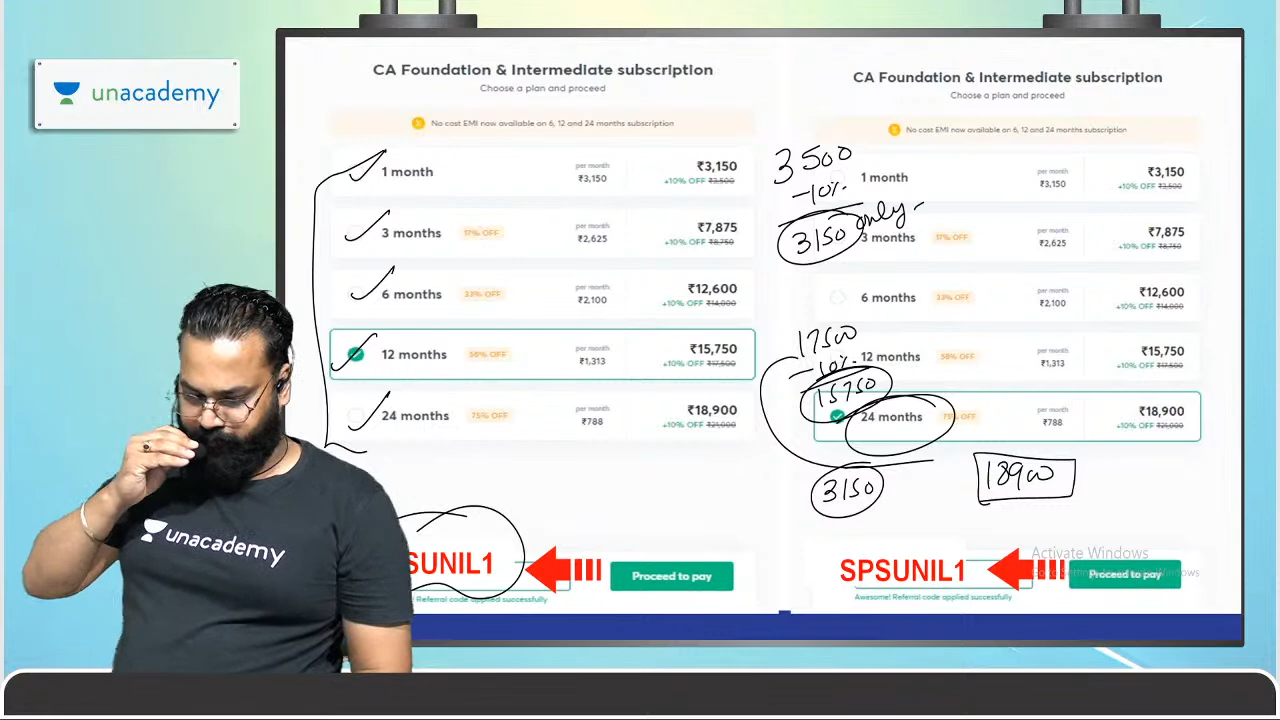 unacademy
CA Foundation & Intermediate subscription
Choose a plan and proceed
No cost EMI now available on 6, 12 and 24 months subscription
1 month
per month
₹3,150
₹3,150
+10% OFF ₹3,500
3 months
17% OFF
per month
₹2,625
₹7,875
+10% OFF ₹8,750
6 months
33% OFF
per month
₹2,100
₹12,600
+10% OFF ₹14,000
12 months
58% OFF
per month
₹1,313
₹15,750
+10% OFF ₹17,500
24 months
75% OFF
per month
₹788
₹18,900
+10% OFF ₹21,000
SUNIL1
Proceed to pay
Referral code applied successfully
unacademy
CA Foundation & Intermediate subscription
Choose a plan and proceed
No cost EMI now available on 6, 12 and 24 months subscription
3500
-10%
3150 only
1 month
per month
₹3,150
₹3,150
+10% OFF ₹3,500
3 months
17% OFF
per month
₹2,625
₹7,875
+10% OFF ₹8,750
6 months
33% OFF
per month
₹2,100
₹12,600
+10% OFF ₹14,000
17500
-10%
15750
12 months
58% OFF
per month
₹1,313
₹15,750
+10% OFF ₹17,500
24 months
75% OFF
per month
₹788
₹18,900
+10% OFF ₹21,000
3150
18900
SPSUNIL1
Proceed to pay
Awesome! Referral code applied successfully
Activate Windows